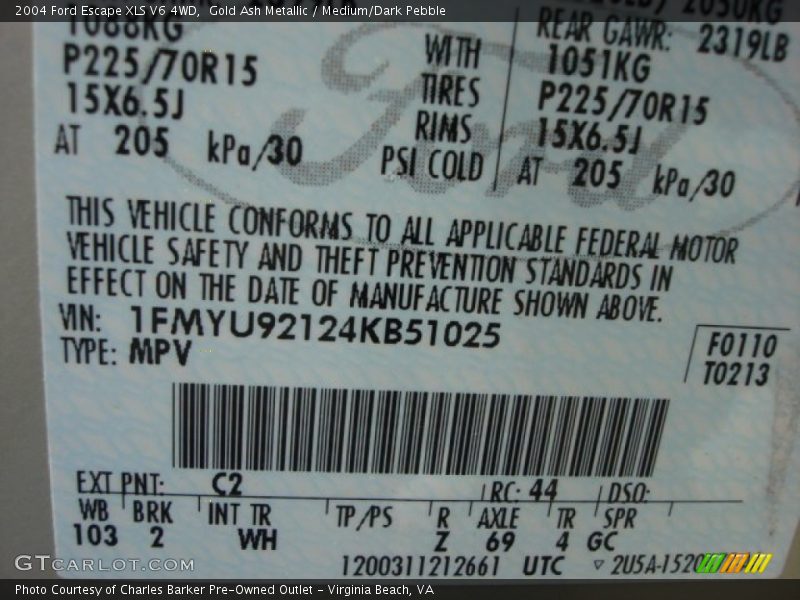 2004 Ford Escape XLS V6 4WD, Gold Ash Metallic / Medium/Dark Pebble
1088KG
P225/70R15
15X6.5J
AT 205 kPa/30
WITH
TIRES
RIMS
PSI COLD
2050KG
REAR GAWR: 2319LB
1051KG
P225/70R15
15X6.5J
AT 205 kPa/30
Ford
THIS VEHICLE CONFORMS TO ALL APPLICABLE FEDERAL MOTOR
VEHICLE SAFETY AND THEFT PREVENTION STANDARDS IN
EFFECT ON THE DATE OF MANUFACTURE SHOWN ABOVE.
VIN: 1FMYU92124KB51025
TYPE: MPV
F0110
T0213
EXT PNT: C2 RC: 44 DSO:
WB BRK INT TR TP/PS R AXLE TR SPR
103 2 WH Z 69 4 GC
1200311212661 UTC ▽ 2U5A-1520
GTCARLOT.COM
Photo Courtesy of Charles Barker Pre-Owned Outlet - Virginia Beach, VA